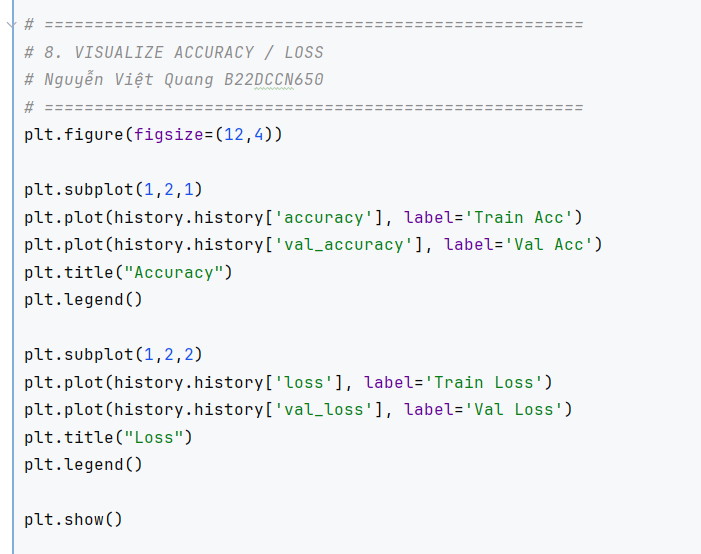 # ======================================================
# 8. VISUALIZE ACCURACY / LOSS
# Nguyễn Việt Quang B22DCCN650
# ======================================================
plt.figure(figsize=(12,4))
plt.subplot(1,2,1)
plt.plot(history.history['accuracy'], label='Train Acc')
plt.plot(history.history['val_accuracy'], label='Val Acc')
plt.title("Accuracy")
plt.legend()
plt.subplot(1,2,2)
plt.plot(history.history['loss'], label='Train Loss')
plt.plot(history.history['val_loss'], label='Val Loss')
plt.title("Loss")
plt.legend()
plt.show()